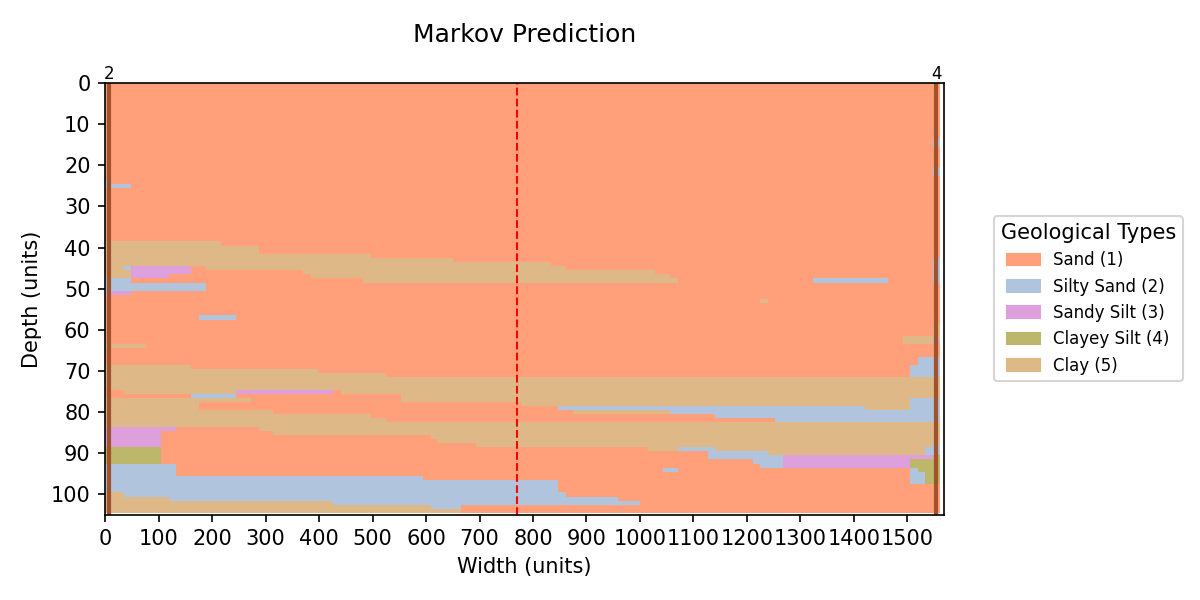 Markov Prediction
2 4
0
10
20
30
40
50
60
70
80
90
100
Depth (units)
0 100 200 300 400 500 600 700 800 900 1000 1100 1200 1300 1400 1500
Width (units)
Geological Types
Sand (1)
Silty Sand (2)
Sandy Silt (3)
Clayey Silt (4)
Clay (5)